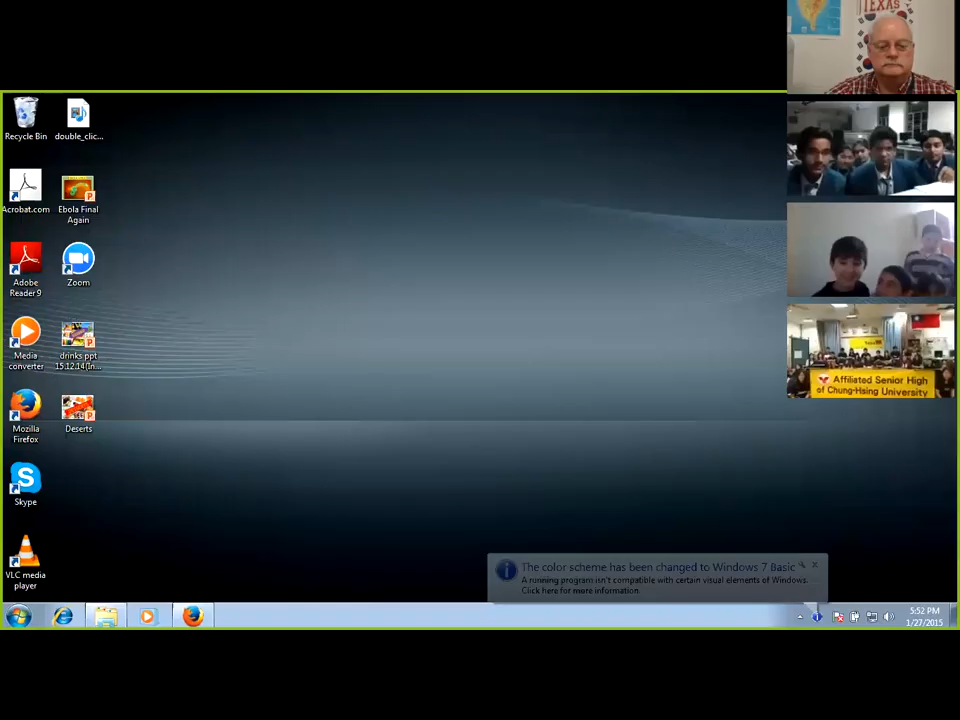 TEXAS
Recycle Bin
double_clic...
Acrobat.com
Ebola Final
Again
Adobe
Reader 9
Zoom
Media
converter
drinks ppt
15.12.14(In...
Mozilla
Firefox
Deserts
Skype
VLC media
player
Affiliated Senior High
of Chung-Hsing University
The color scheme has been changed to Windows 7 Basic
A running program isn't compatible with certain visual elements of Windows.
Click here for more information.
5:52 PM
1/27/2015